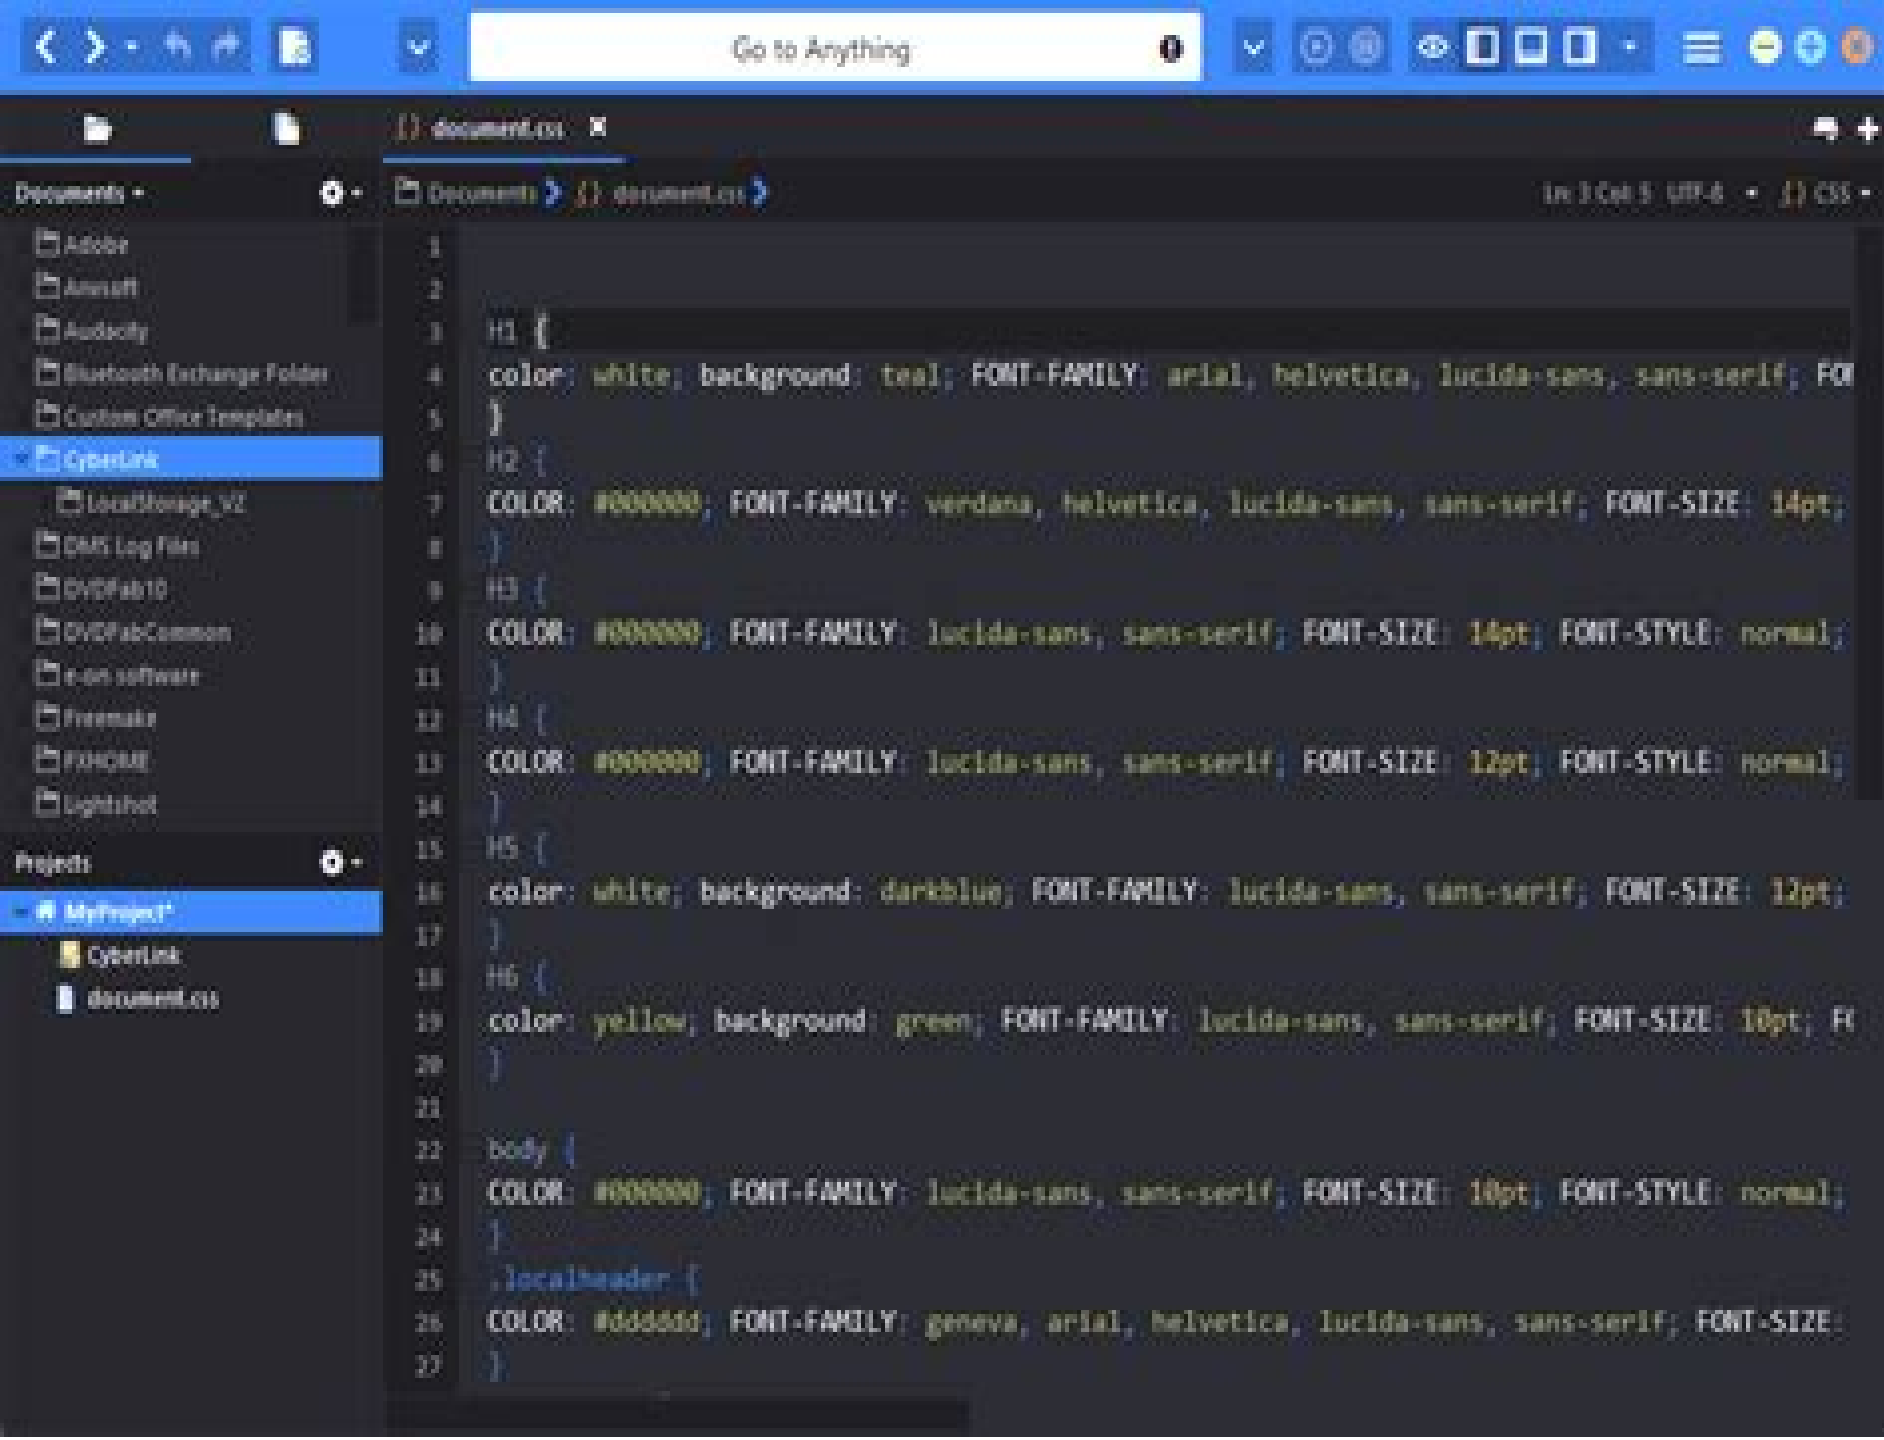 Go to Anything
document.css
Documents
Documents document.css Ln: 3 Col: 5 UTF-8 CSS
Adobe
Audacity
Bluetooth Exchange Folder
Custom Office Templates
CyberLink
LocalStorage_V2
DMS Log Files
DVDFab10
DVDFabCommon
e-on software
Freemake
FXHOME
Lightshot
Projects
MyProject*
CyberLink
document.css
1
2
3 H1 {
4 color: white; background: teal; FONT-FAMILY: arial, helvetica, lucida-sans, sans-serif; FON
5 }
6 H2 {
7 COLOR: #000000; FONT-FAMILY: verdana, helvetica, lucida-sans, sans-serif; FONT-SIZE: 14pt;
8 }
9 H3 {
10 COLOR: #000000; FONT-FAMILY: lucida-sans, sans-serif; FONT-SIZE: 14pt; FONT-STYLE: normal;
11 }
12 H4 {
13 COLOR: #000000; FONT-FAMILY: lucida-sans, sans-serif; FONT-SIZE: 12pt; FONT-STYLE: normal;
14 }
15 H5 {
16 color: white; background: darkblue; FONT-FAMILY: lucida-sans, sans-serif; FONT-SIZE: 12pt;
17 }
18 H6 {
19 color: yellow; background: green; FONT-FAMILY: lucida-sans, sans-serif; FONT-SIZE: 10pt; FO
20 }
21
22 body {
23 COLOR: #000000; FONT-FAMILY: lucida-sans, sans-serif; FONT-SIZE: 10pt; FONT-STYLE: normal;
24 }
25 .localheader {
26 COLOR: #dddddd; FONT-FAMILY: geneva, arial, helvetica, lucida-sans, sans-serif; FONT-SIZE:
27 }